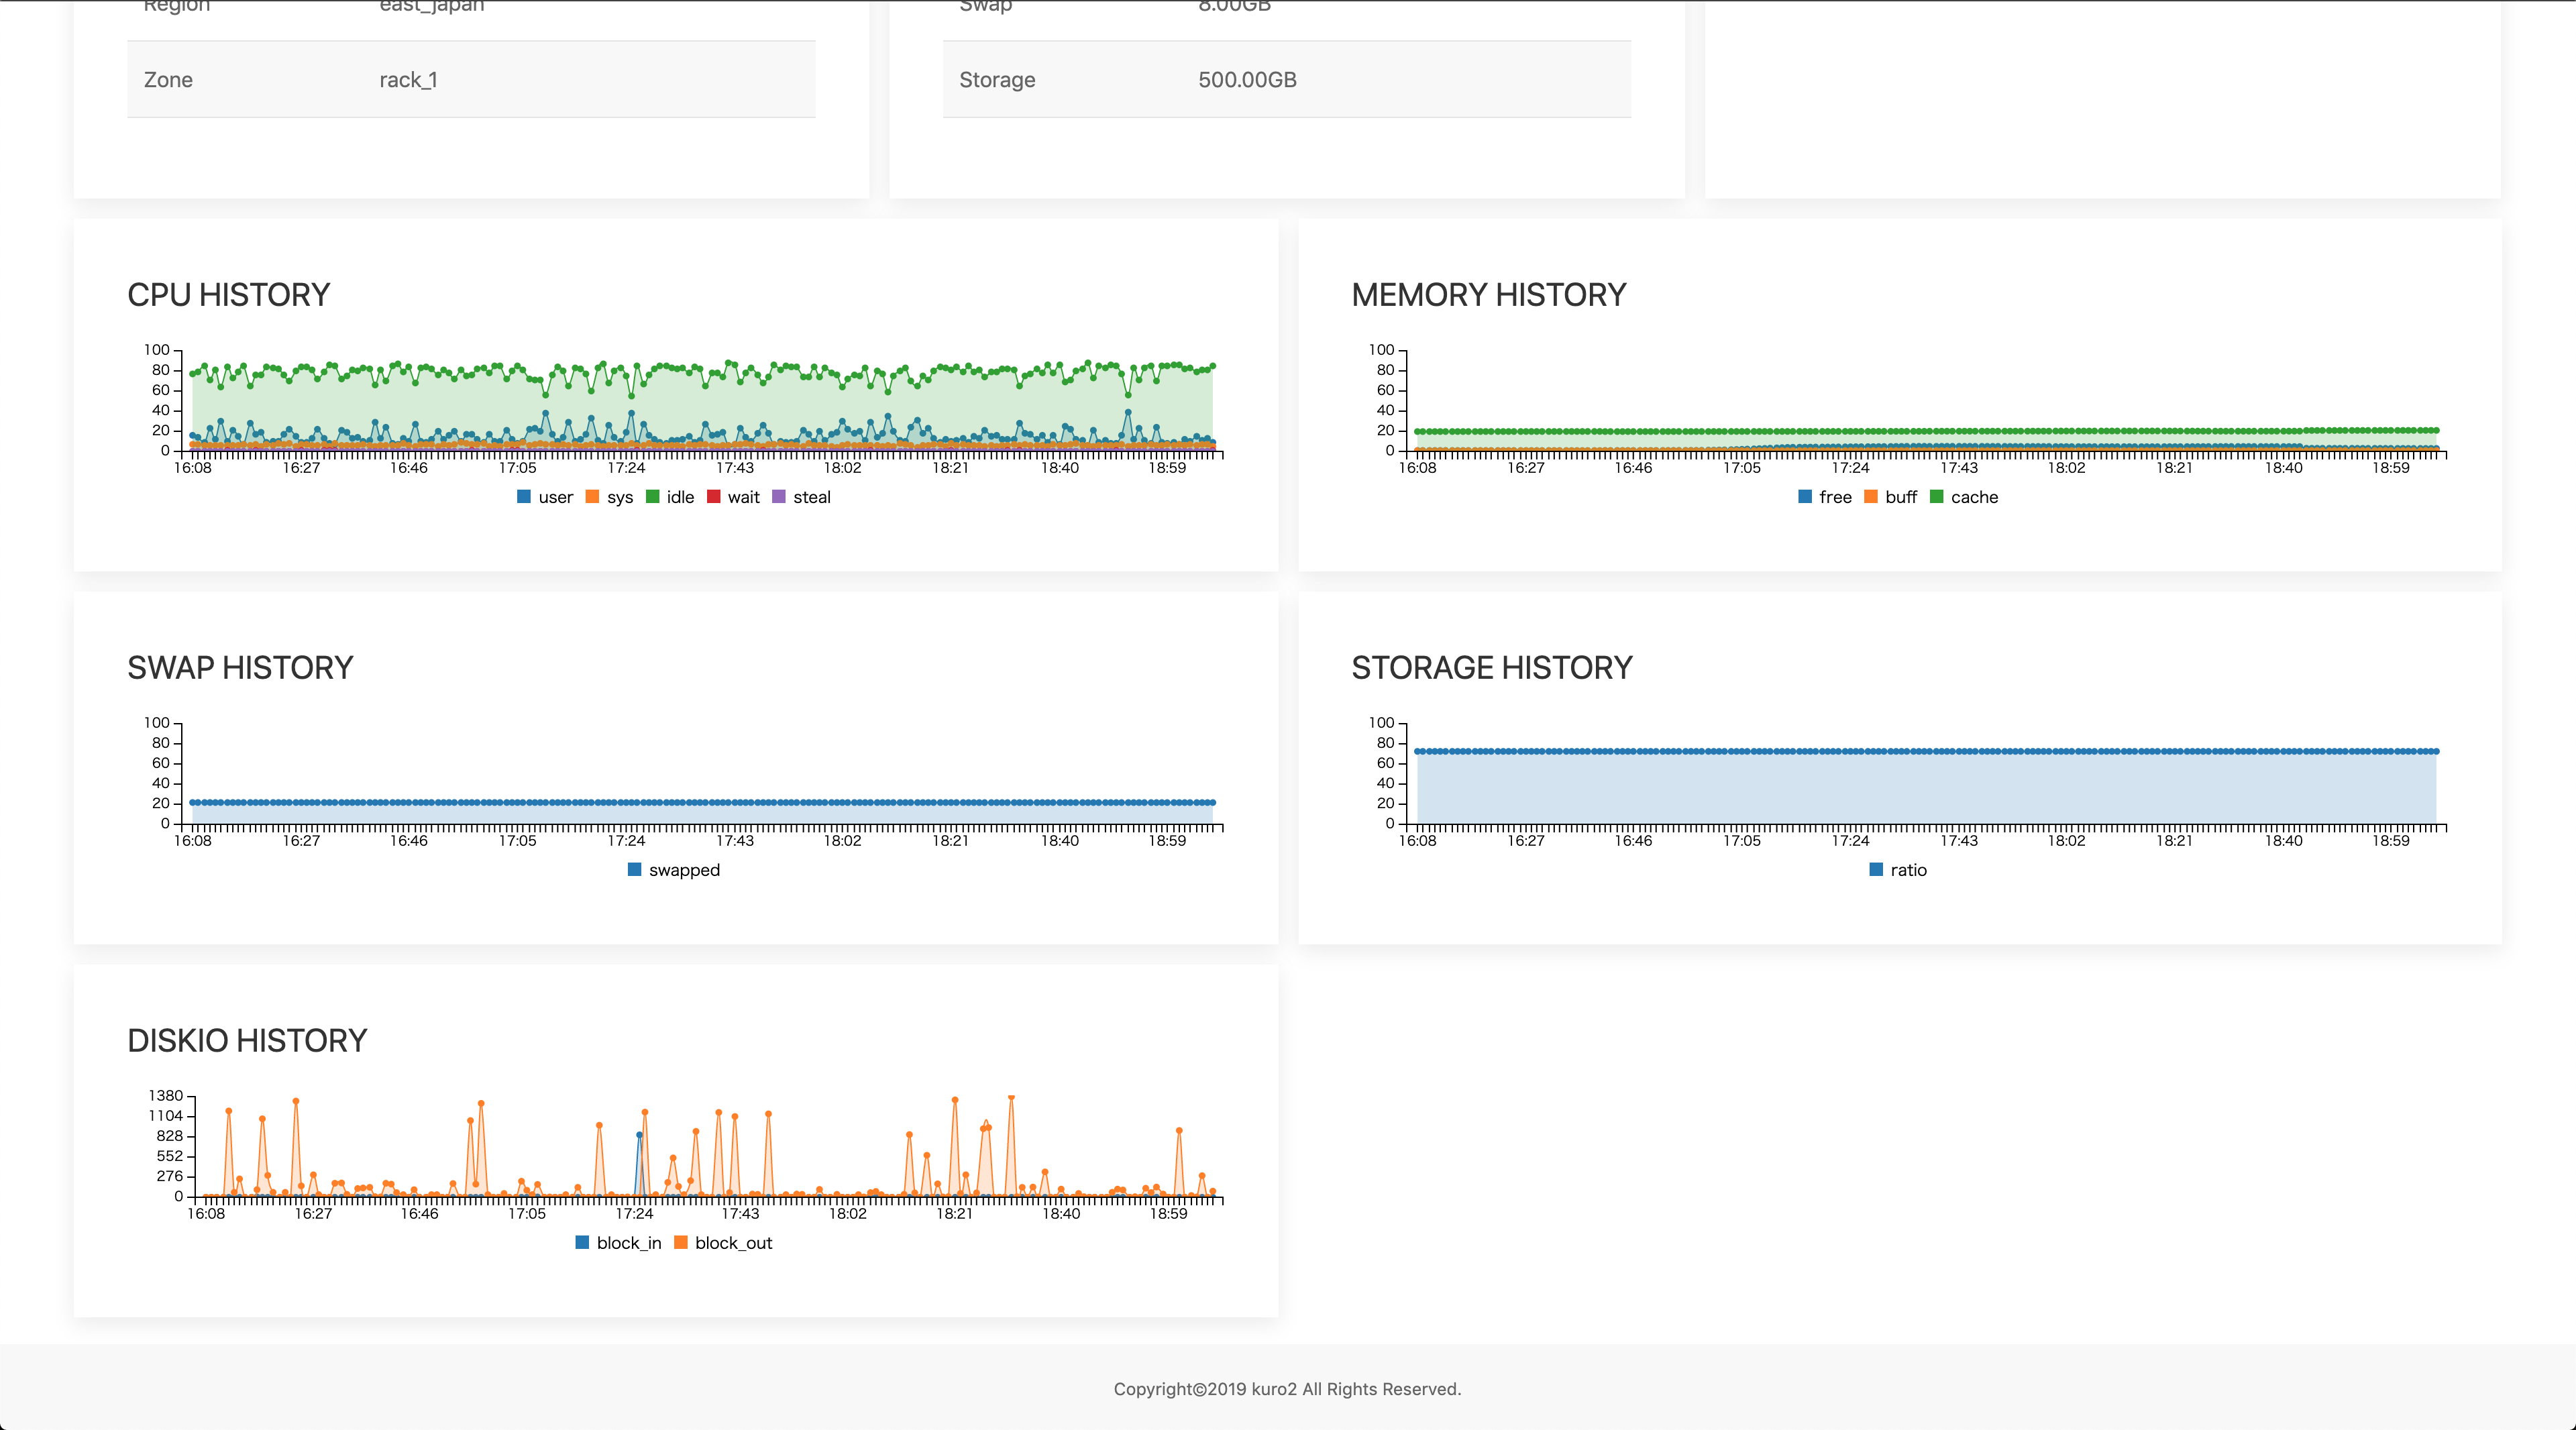 Region east_japan
Swap 8.00GB
Zone rack_1
Storage 500.00GB
CPU HISTORY
100
80
60
40
20
0
16:08 16:27 16:46 17:05 17:24 17:43 18:02 18:21 18:40 18:59
user sys idle wait steal
MEMORY HISTORY
100
80
60
40
20
0
16:08 16:27 16:46 17:05 17:24 17:43 18:02 18:21 18:40 18:59
free buff cache
SWAP HISTORY
100
80
60
40
20
0
16:08 16:27 16:46 17:05 17:24 17:43 18:02 18:21 18:40 18:59
swapped
STORAGE HISTORY
100
80
60
40
20
0
16:08 16:27 16:46 17:05 17:24 17:43 18:02 18:21 18:40 18:59
ratio
DISKIO HISTORY
1380
1104
828
552
276
0
16:08 16:27 16:46 17:05 17:24 17:43 18:02 18:21 18:40 18:59
block_in block_out
Copyright©2019 kuro2 All Rights Reserved.